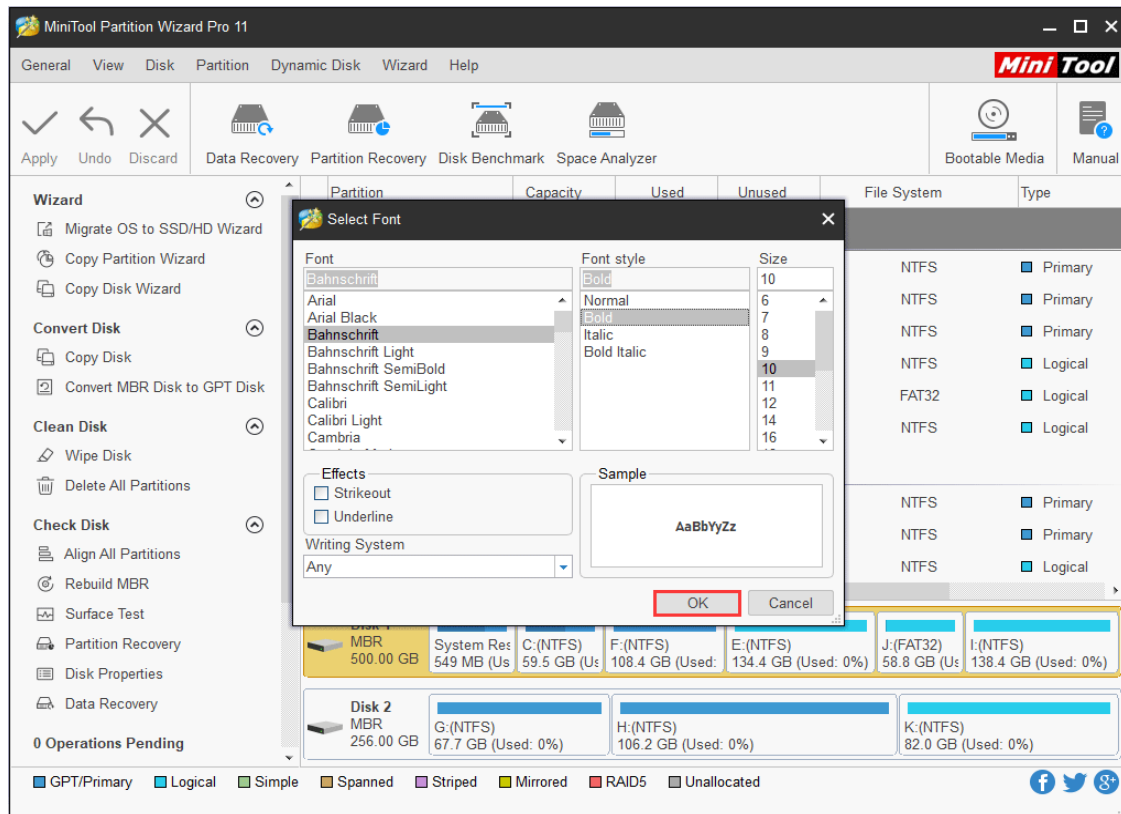 MiniTool Partition Wizard Pro 11
General View Disk Partition Dynamic Disk Wizard Help
Mini Tool
Apply Undo Discard Data Recovery Partition Recovery Disk Benchmark Space Analyzer Bootable Media Manual
Partition Capacity Used Unused File System Type
Wizard
Migrate OS to SSD/HD Wizard
Copy Partition Wizard
Copy Disk Wizard
Convert Disk
Copy Disk
Convert MBR Disk to GPT Disk
Clean Disk
Wipe Disk
Delete All Partitions
Check Disk
Align All Partitions
Rebuild MBR
Surface Test
Partition Recovery
Disk Properties
Data Recovery
0 Operations Pending
Select Font
Font
Bahnschrift
Arial
Arial Black
Bahnschrift
Bahnschrift Light
Bahnschrift SemiBold
Bahnschrift SemiLight
Calibri
Calibri Light
Cambria
Font style
Bold
Normal
Bold
Italic
Bold Italic
Size
10
6
7
8
9
10
11
12
14
16
Effects
Strikeout
Underline
Writing System
Any
Sample
AaBbYyZz
OK Cancel
NTFS Primary
NTFS Primary
NTFS Primary
NTFS Logical
FAT32 Logical
NTFS Logical
NTFS Primary
NTFS Primary
NTFS Logical
Disk 1
MBR
500.00 GB
System Res
549 MB (Us
C:(NTFS)
59.5 GB (Us
F:(NTFS)
108.4 GB (Used:
E:(NTFS)
134.4 GB (Used: 0%)
J:(FAT32)
58.8 GB (Us
I:(NTFS)
138.4 GB (Used: 0%)
Disk 2
MBR
256.00 GB
G:(NTFS)
67.7 GB (Used: 0%)
H:(NTFS)
106.2 GB (Used: 0%)
K:(NTFS)
82.0 GB (Used: 0%)
GPT/Primary Logical Simple Spanned Striped Mirrored RAID5 Unallocated